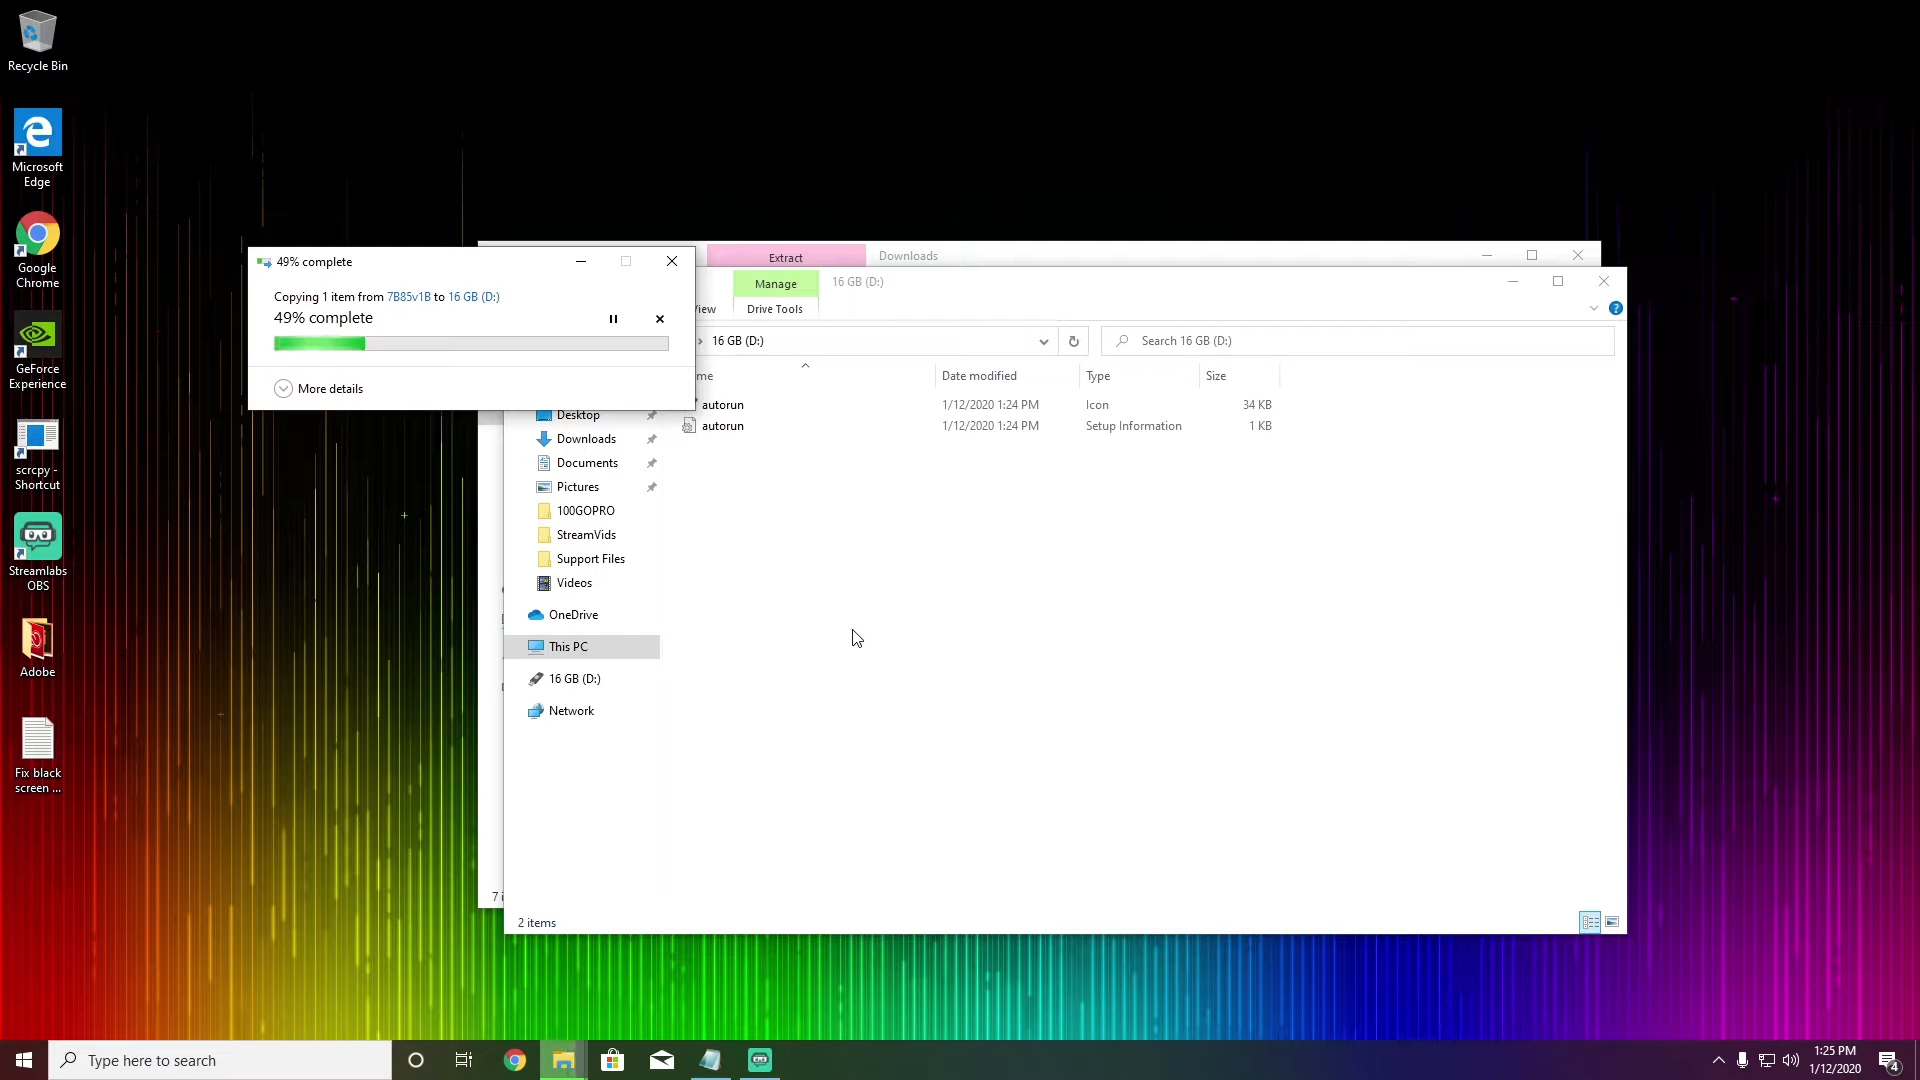 Recycle Bin
Microsoft
Edge
Google
Chrome
GeForce
Experience
scrcpy -
Shortcut
Streamlabs
OBS
Adobe
Fix black
screen ...
49% complete
Copying 1 item from 7B85v1B to 16 GB (D:)
49% complete
More details
Extract
Downloads
Manage
16 GB (D:)
View
Drive Tools
16 GB (D:)
Search 16 GB (D:)
me
Date modified
Type
Size
autorun
1/12/2020 1:24 PM
Icon
34 KB
autorun
1/12/2020 1:24 PM
Setup Information
1 KB
Desktop
Downloads
Documents
Pictures
100GOPRO
StreamVids
Support Files
Videos
OneDrive
This PC
16 GB (D:)
Network
7 i
2 items
Type here to search
1:25 PM
1/12/2020
4